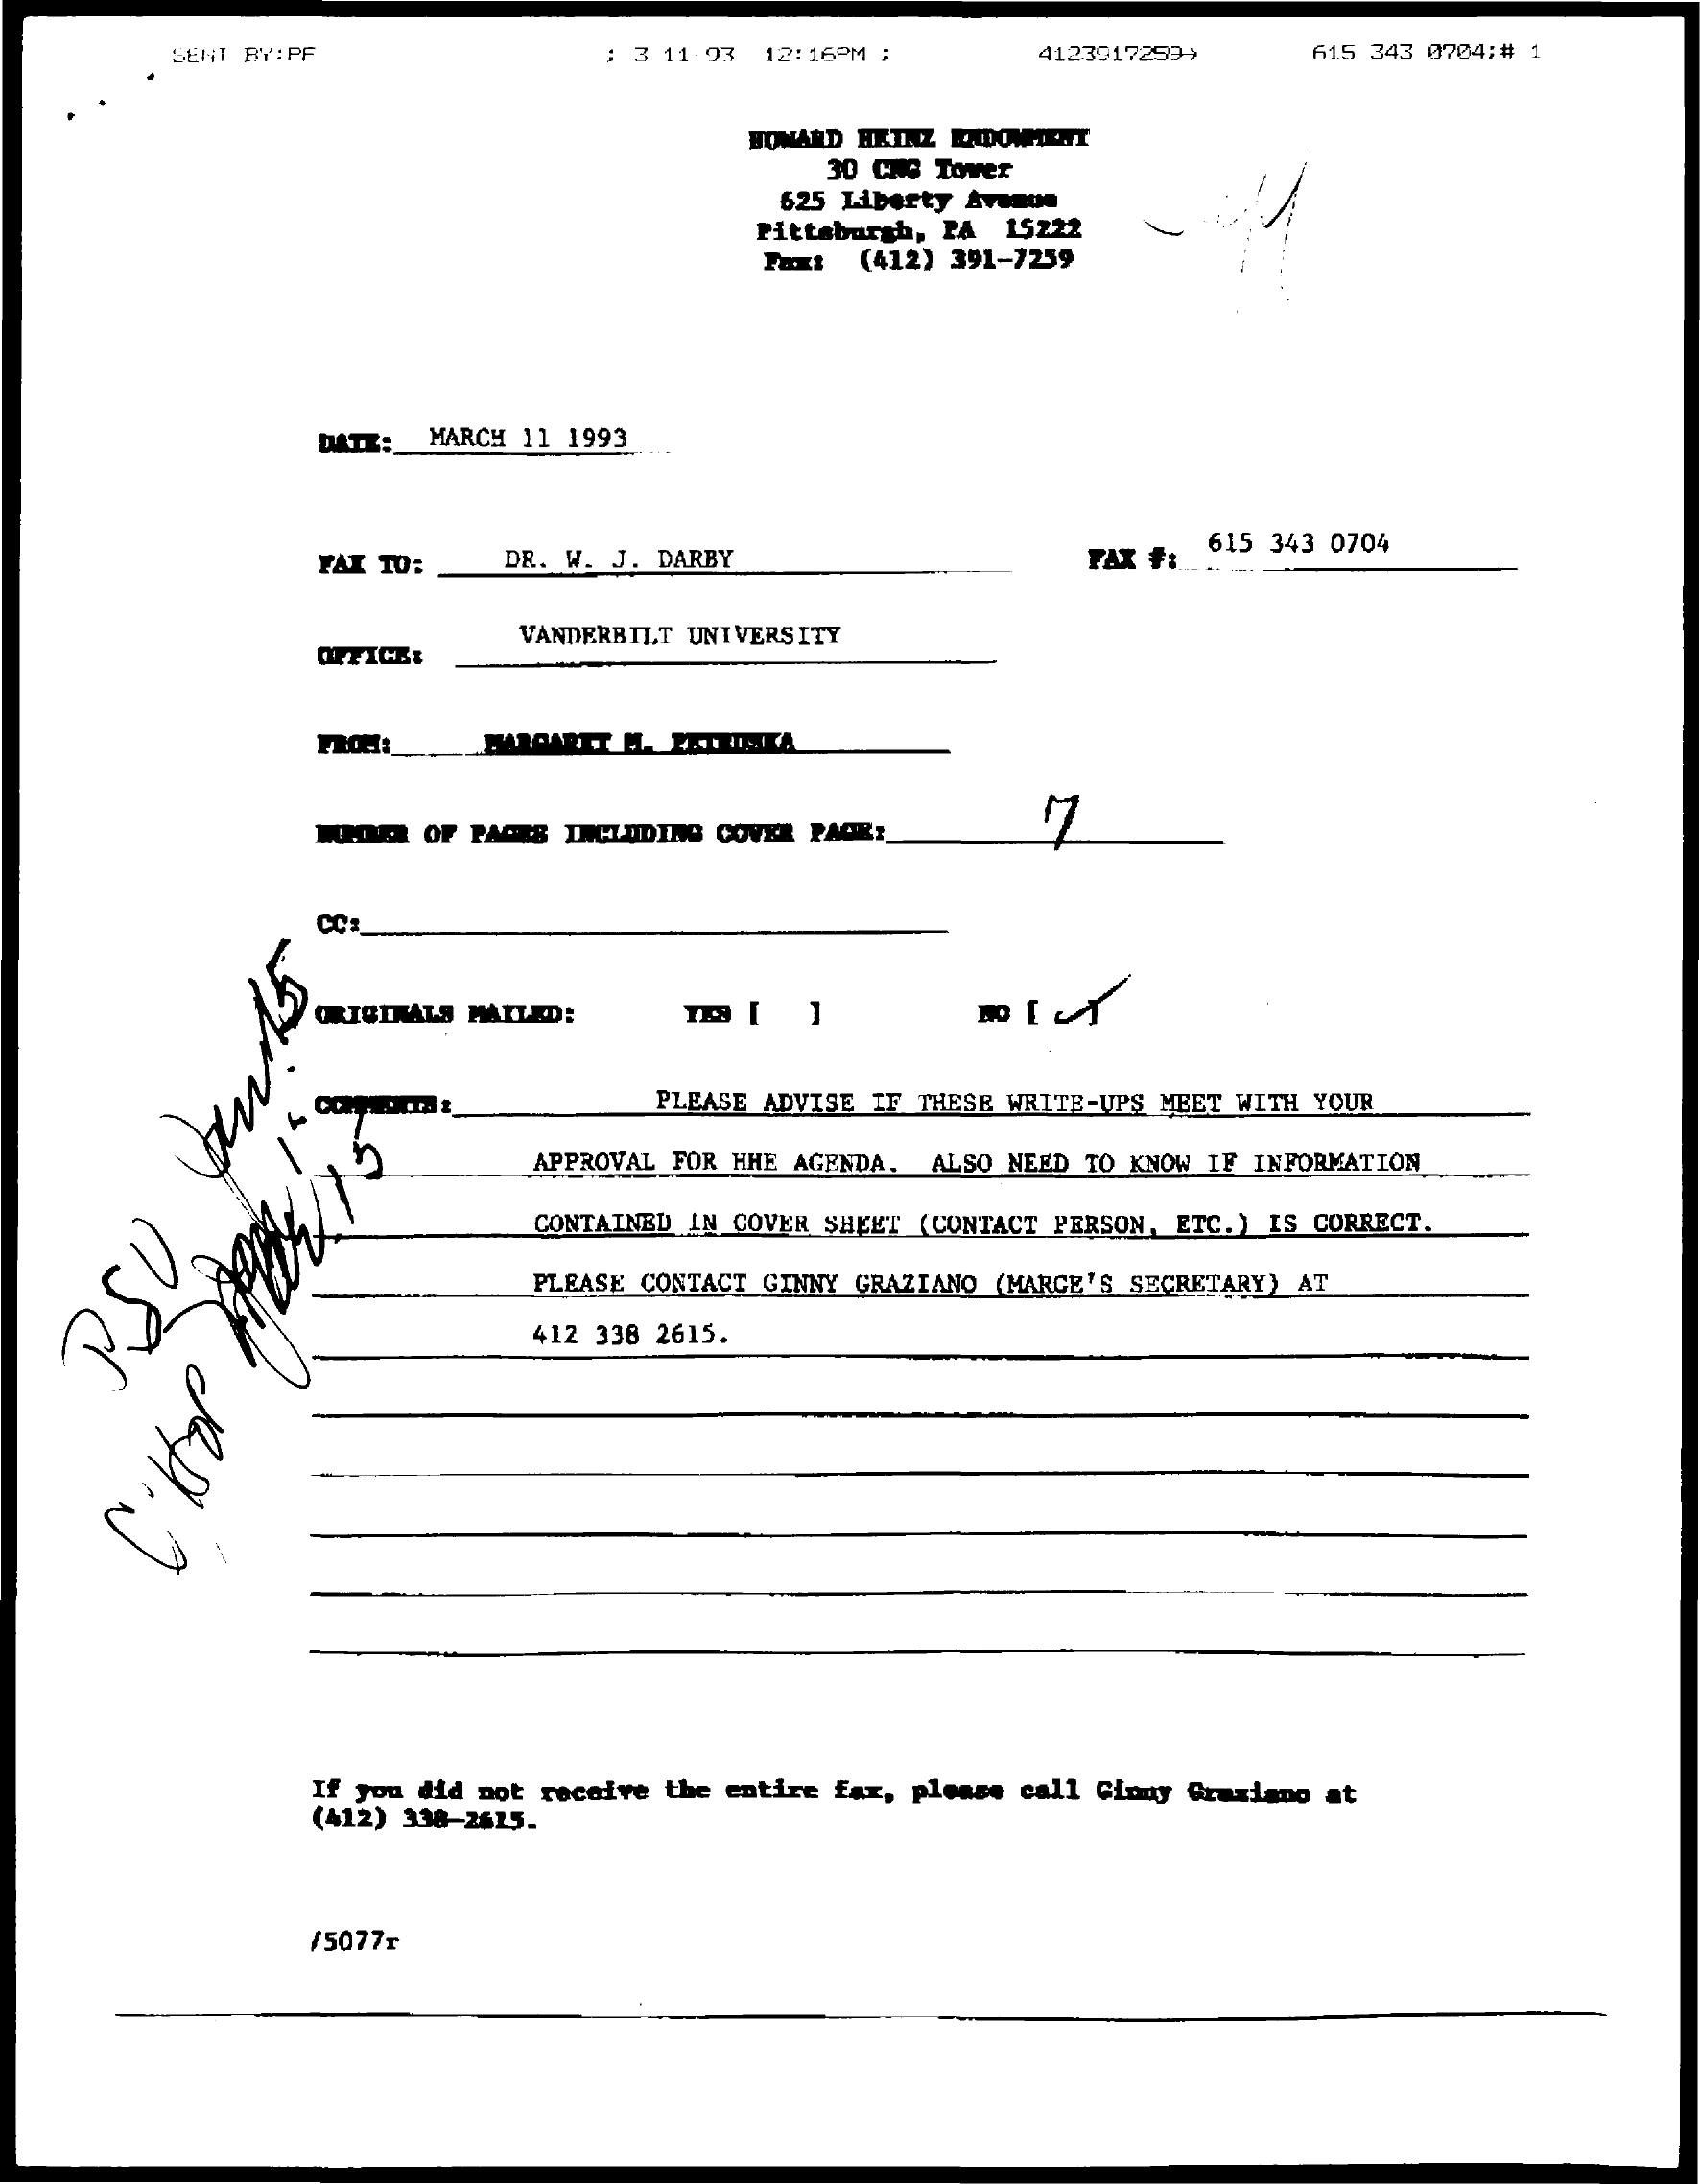 SENT BY:PF ; 3 11-93 12:16PM ; 4123917259→ 615 343 0704;# 1
HOWARD HEINZ ENDOWMENT
30 CNG Tower
625 Liberty Avenue
Pittsburgh, PA 15222
Fax: (412) 391-7259
DATE: MARCH 11 1993
FAX TO: DR. W. J. DARBY FAX #: 615 343 0704
OFFICE: VANDERBILT UNIVERSITY
FROM: MARGARET M. PETRUSKA
NUMBER OF PAGES INCLUDING COVER PAGE: 7
CC:
ORIGINALS MAILED: YES [ ] NO [✓]
COMMENTS: PLEASE ADVISE IF THESE WRITE-UPS MEET WITH YOUR
APPROVAL FOR HHE AGENDA. ALSO NEED TO KNOW IF INFORMATION
CONTAINED IN COVER SHEET (CONTACT PERSON, ETC.) IS CORRECT.
PLEASE CONTACT GINNY GRAZIANO (MARGE'S SECRETARY) AT
412 338 2615.
PSU
15
If you did not receive the entire fax, please call Ginny Graziano at
(412) 338-2615.
/5077r